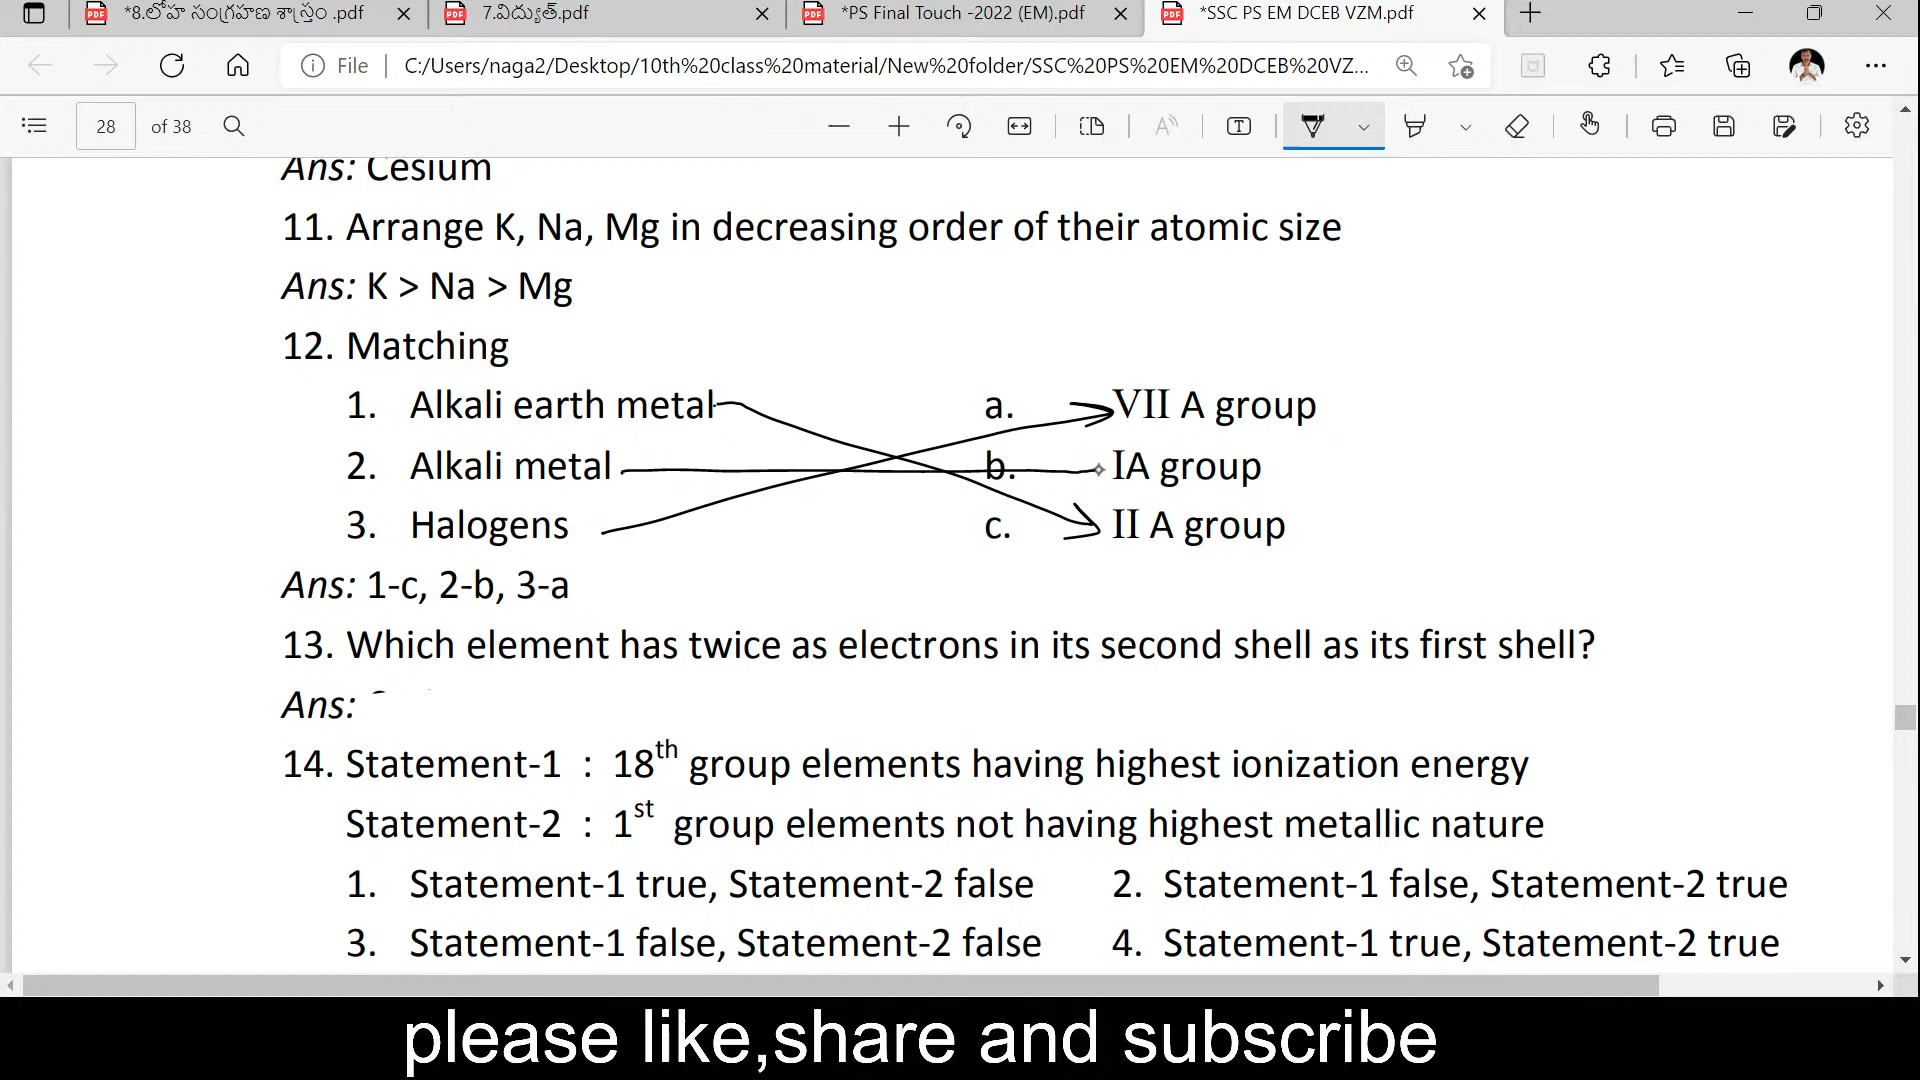 *8.లోహ సంగ్రహణ శాస్త్రం .pdf
7.విద్యుత్.pdf
*PS Final Touch -2022 (EM).pdf
*SSC PS EM DCEB VZM.pdf
File
C:/Users/naga2/Desktop/10th%20class%20material/New%20folder/SSC%20PS%20EM%20DCEB%20VZ...
28 of 38
Ans: Cesium
11. Arrange K, Na, Mg in decreasing order of their atomic size
Ans: K > Na > Mg
12. Matching
1. Alkali earth metal a. VII A group
2. Alkali metal b. IA group
3. Halogens c. II A group
Ans: 1-c, 2-b, 3-a
13. Which element has twice as electrons in its second shell as its first shell?
Ans:
14. Statement-1 : 18th group elements having highest ionization energy
Statement-2 : 1st group elements not having highest metallic nature
1. Statement-1 true, Statement-2 false 2. Statement-1 false, Statement-2 true
3. Statement-1 false, Statement-2 false 4. Statement-1 true, Statement-2 true
please like,share and subscribe